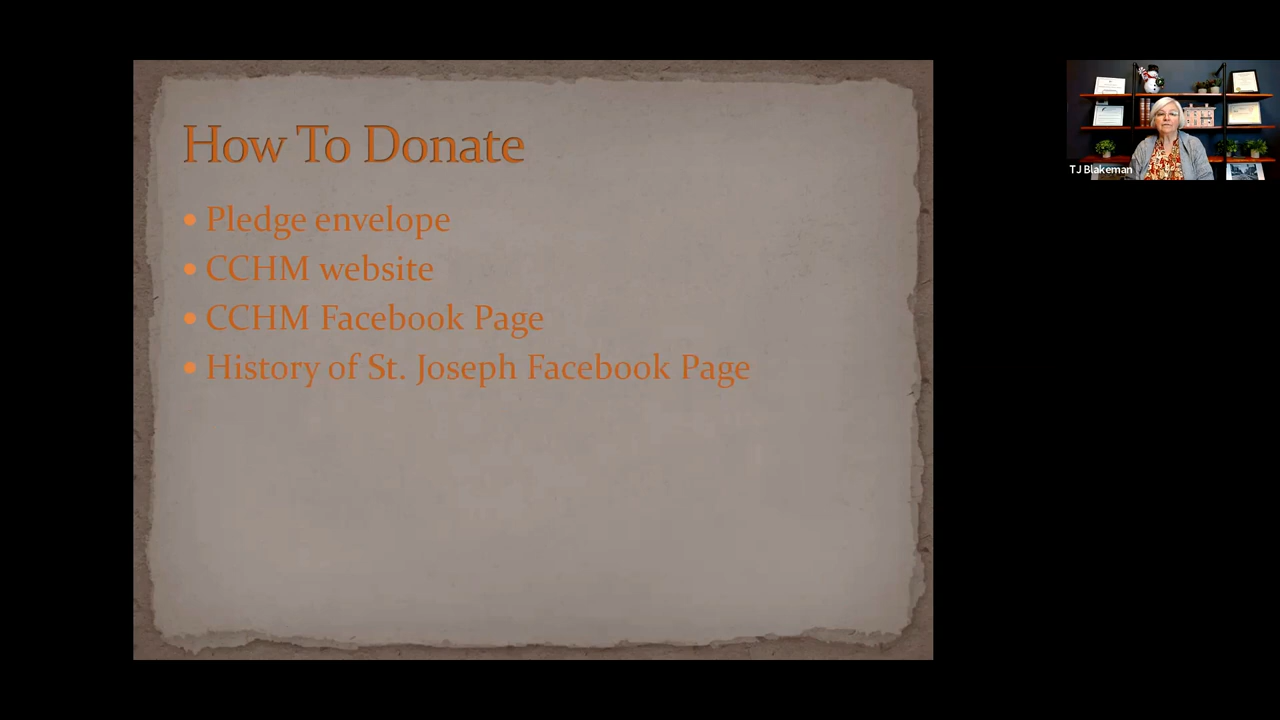 How To Donate
• Pledge envelope
• CCHM website
• CCHM Facebook Page
• History of St. Joseph Facebook Page
TJ Blakeman